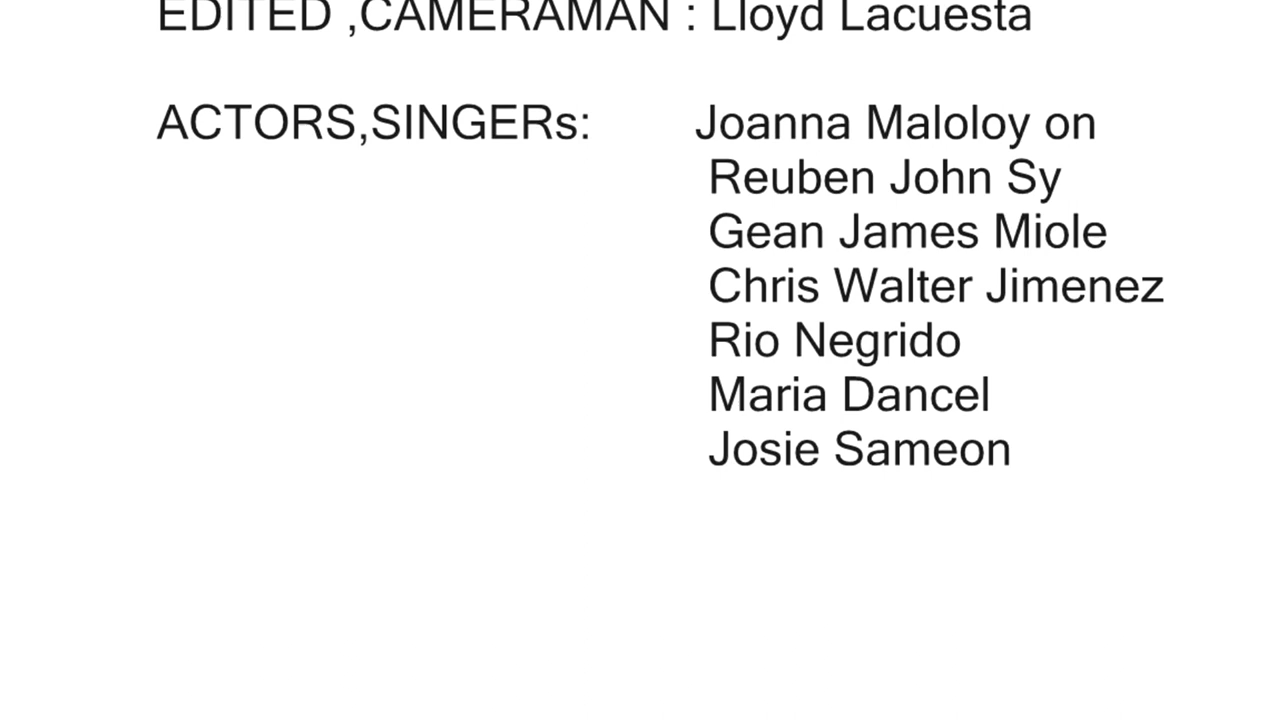 EDITED ,CAMERAMAN : Lloyd Lacuesta
ACTORS,SINGERs: Joanna Maloloy on
Reuben John Sy
Gean James Miole
Chris Walter Jimenez
Rio Negrido
Maria Dancel
Josie Sameon